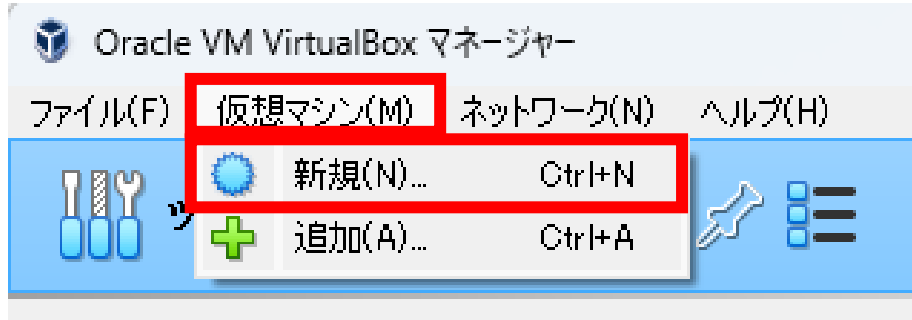 Oracle VM VirtualBox マネージャー
ファイル(F) 仮想マシン(M) ネットワーク(N) ヘルプ(H)
新規(N)... Ctrl+N
ツ
追加(A)... Ctrl+A